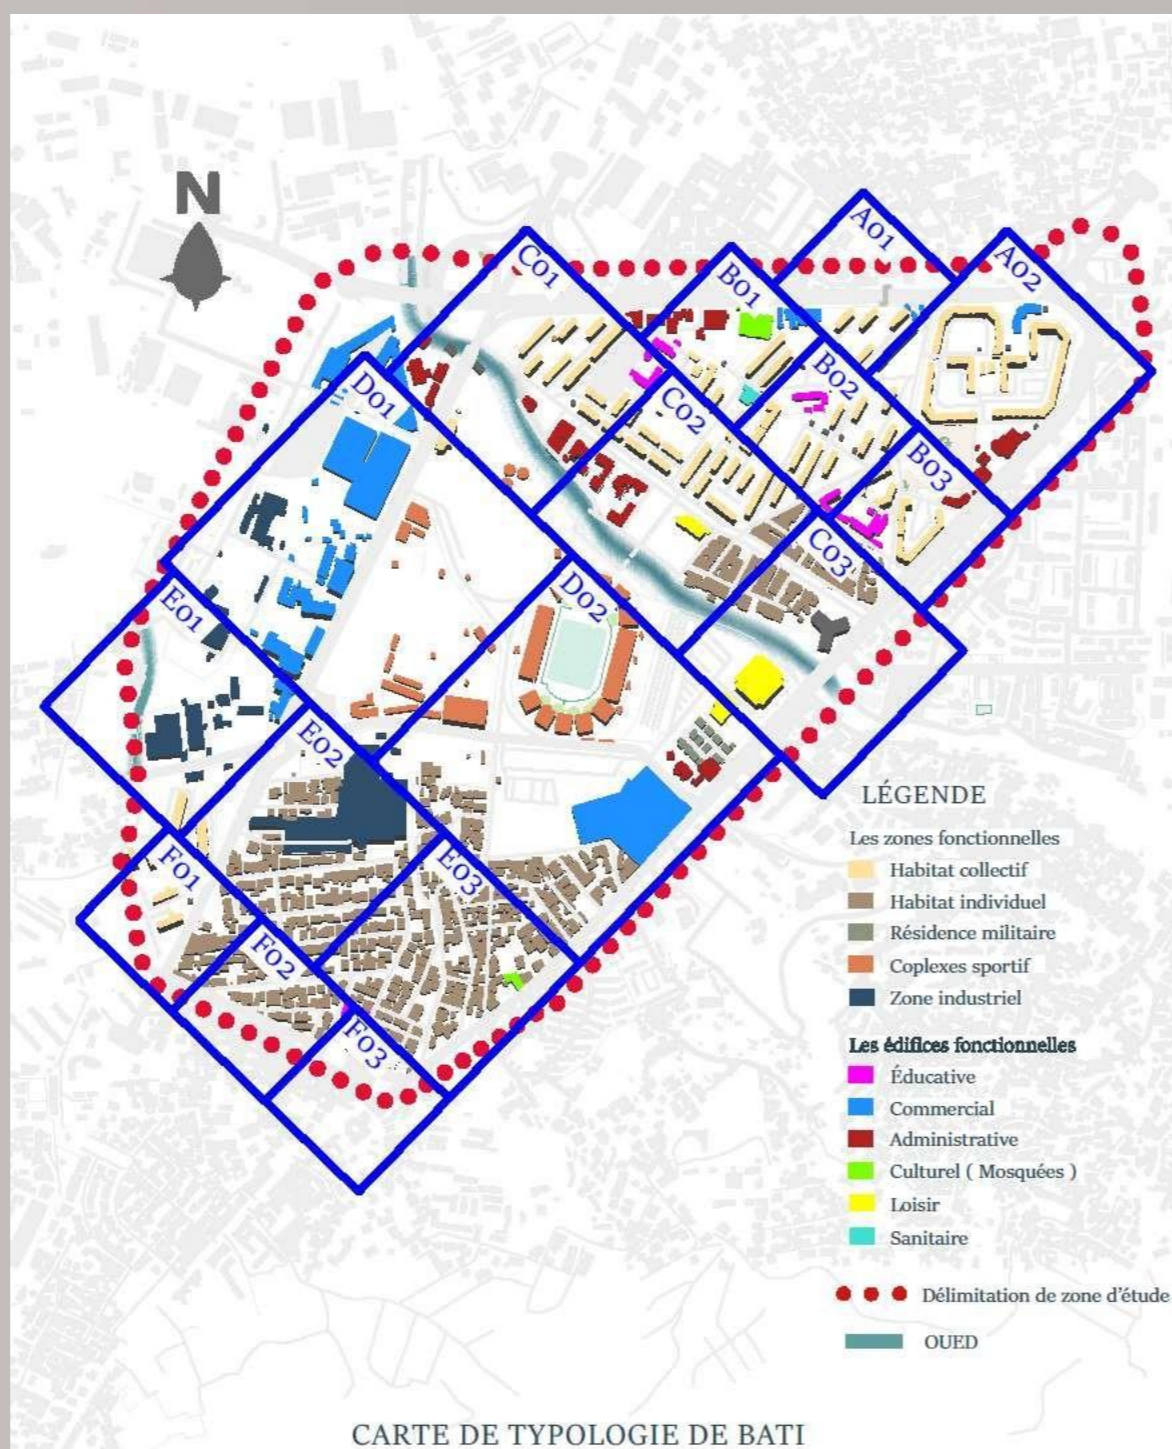 N
A01
A02
B01
C01
B02
D01
C02
B03
C03
D02
E01
E02
E03
F01
F02
F03
LÉGENDE
Les zones fonctionnelles
Habitat collectif
Habitat individuel
Résidence militaire
Coplexes sportif
Zone industriel
Les édifices fonctionnelles
Éducative
Commercial
Administrative
Culturel ( Mosquées )
Loisir
Sanitaire
Délimitation de zone d'étude
OUED
CARTE DE TYPOLOGIE DE BATI